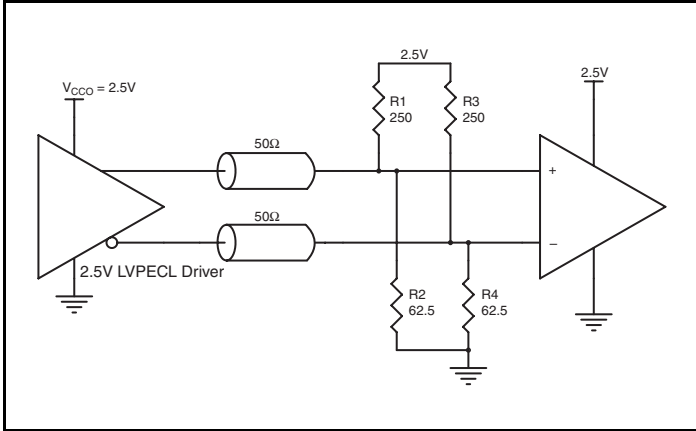 2.5V
V_CCO = 2.5V
2.5V
R1
250
R3
250
50Ω
+
50Ω
–
2.5V LVPECL Driver
R2
62.5
R4
62.5